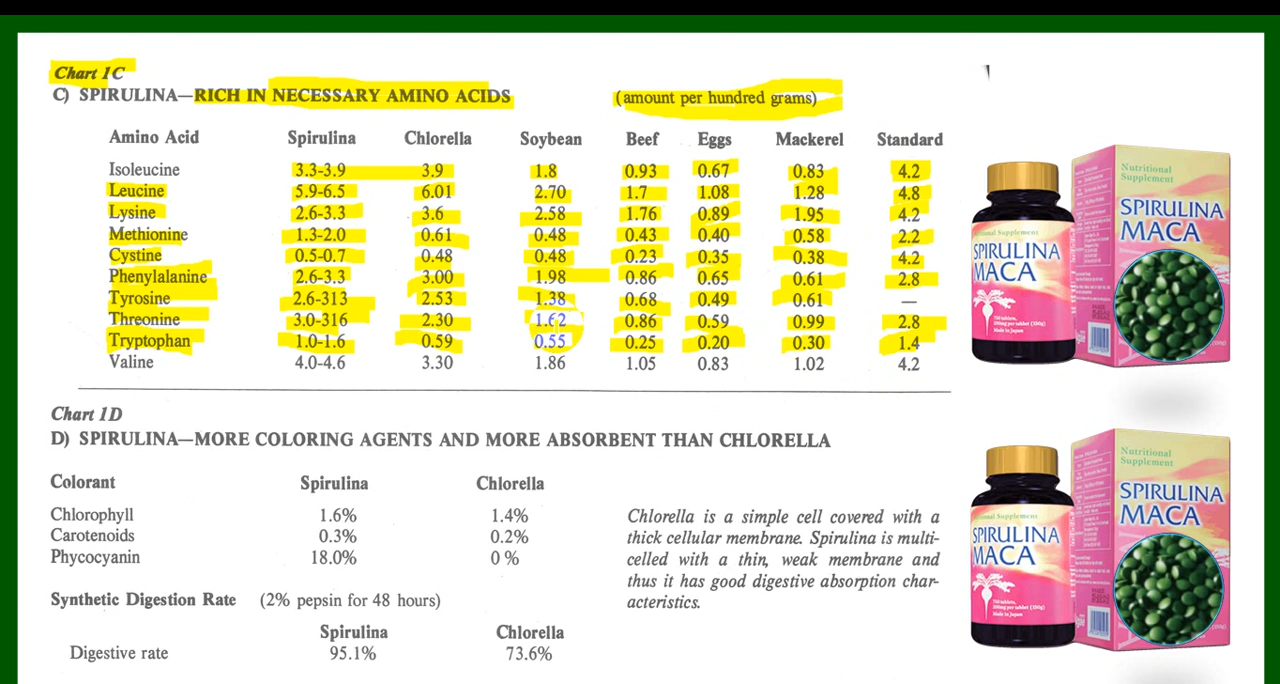 Chart 1C
C) SPIRULINA—RICH IN NECESSARY AMINO ACIDS (amount per hundred grams)
Amino Acid Spirulina Chlorella Soybean Beef Eggs Mackerel Standard
Isoleucine 3.3-3.9 3.9 1.8 0.93 0.67 0.83 4.2
Leucine 5.9-6.5 6.01 2.70 1.7 1.08 1.28 4.8
Lysine 2.6-3.3 3.6 2.58 1.76 0.89 1.95 4.2
Methionine 1.3-2.0 0.61 0.48 0.43 0.40 0.58 2.2
Cystine 0.5-0.7 0.48 0.48 0.23 0.35 0.38 4.2
Phenylalanine 2.6-3.3 3.00 1.98 0.86 0.65 0.61 2.8
Tyrosine 2.6-313 2.53 1.38 0.68 0.49 0.61 —
Threonine 3.0-316 2.30 1.62 0.86 0.59 0.99 2.8
Tryptophan 1.0-1.6 0.59 0.55 0.25 0.20 0.30 1.4
Valine 4.0-4.6 3.30 1.86 1.05 0.83 1.02 4.2
Chart 1D
D) SPIRULINA—MORE COLORING AGENTS AND MORE ABSORBENT THAN CHLORELLA
Colorant Spirulina Chlorella
Chlorophyll 1.6% 1.4%
Carotenoids 0.3% 0.2%
Phycocyanin 18.0% 0 %
Chlorella is a simple cell covered with a
thick cellular membrane. Spirulina is multi-
celled with a thin, weak membrane and
thus it has good digestive absorption char-
acteristics.
Synthetic Digestion Rate (2% pepsin for 48 hours)
Spirulina Chlorella
Digestive rate 95.1% 73.6%
Nutritional
Supplement
SPIRULINA
MACA
Supplement
SPIRULINA
MACA
Made in Japan
Nutritional
Supplement
SPIRULINA
MACA
Supplement
SPIRULINA
MACA
Made in Japan